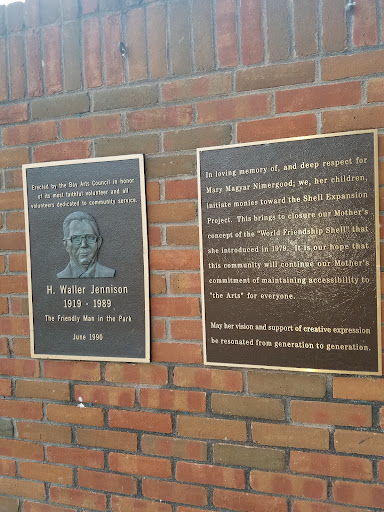 Erected by the Bay Arts Council in honor
of its most faithful volunteer and all
volunteers dedicated to community service.
H. Waller Jennison
1919 - 1989
The Friendly Man in the Park
June 1990
In loving memory of, and deep respect for
Mary Magyar Nimergood; we, her children,
initiate monies toward the Shell Expansion
Project. This brings to closure our Mother's
concept of the "World Friendship Shell" that
she introduced in 1979. It is our hope that
this community will continue our Mother's
commitment of maintaining accessibility to
"the Arts" for everyone.
May her vision and support of creative expression
be resonated from generation to generation.